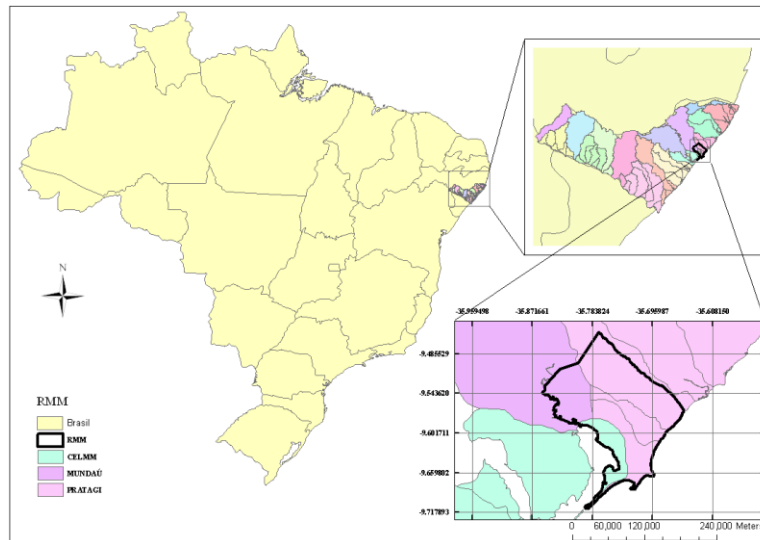 N
RMM
Brasil
RMM
CELMM
MUNDAÚ
PRATAGI
-35.959498 -35.871661 -35.783824 -35.695987 -35.608150
-9.485529
-9.543620
-9.601711
-9.659802
-9.717893
0 60,000 120,000 240,000 Meters